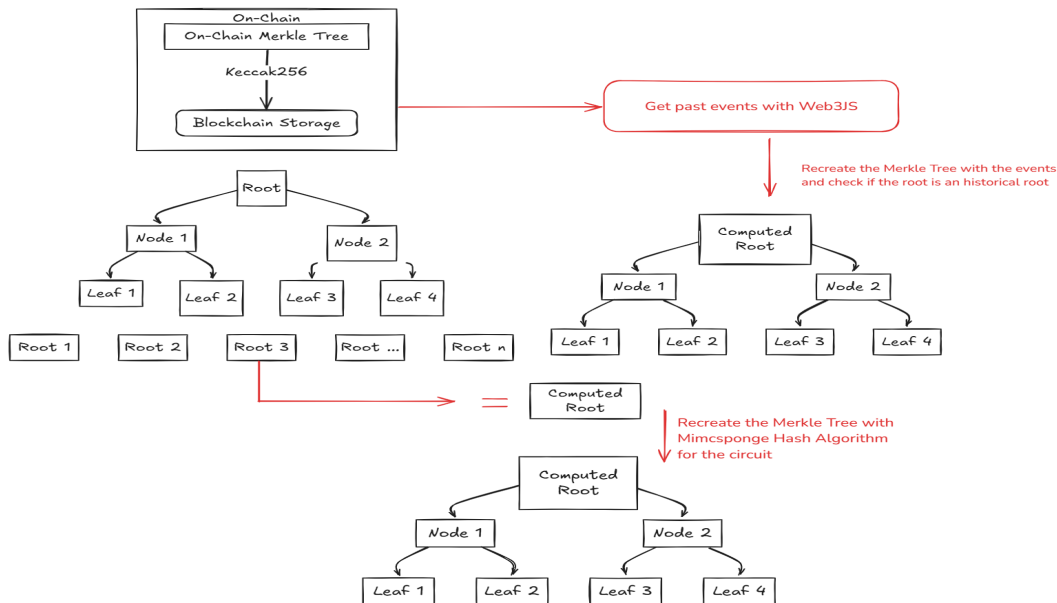 On-Chain
On-Chain Merkle Tree
Keccak256
Blockchain Storage
Get past events with Web3JS
Recreate the Merkle Tree with the events
and check if the root is an historical root
Root
Node 1
Node 2
Leaf 1
Leaf 2
Leaf 3
Leaf 4
Computed
Root
Node 1
Node 2
Leaf 1
Leaf 2
Leaf 3
Leaf 4
Root 1
Root 2
Root 3
Root ...
Root n
=
Computed
Root
Recreate the Merkle Tree with
Mimcsponge Hash Algorithm
for the circuit
Computed
Root
Node 1
Node 2
Leaf 1
Leaf 2
Leaf 3
Leaf 4